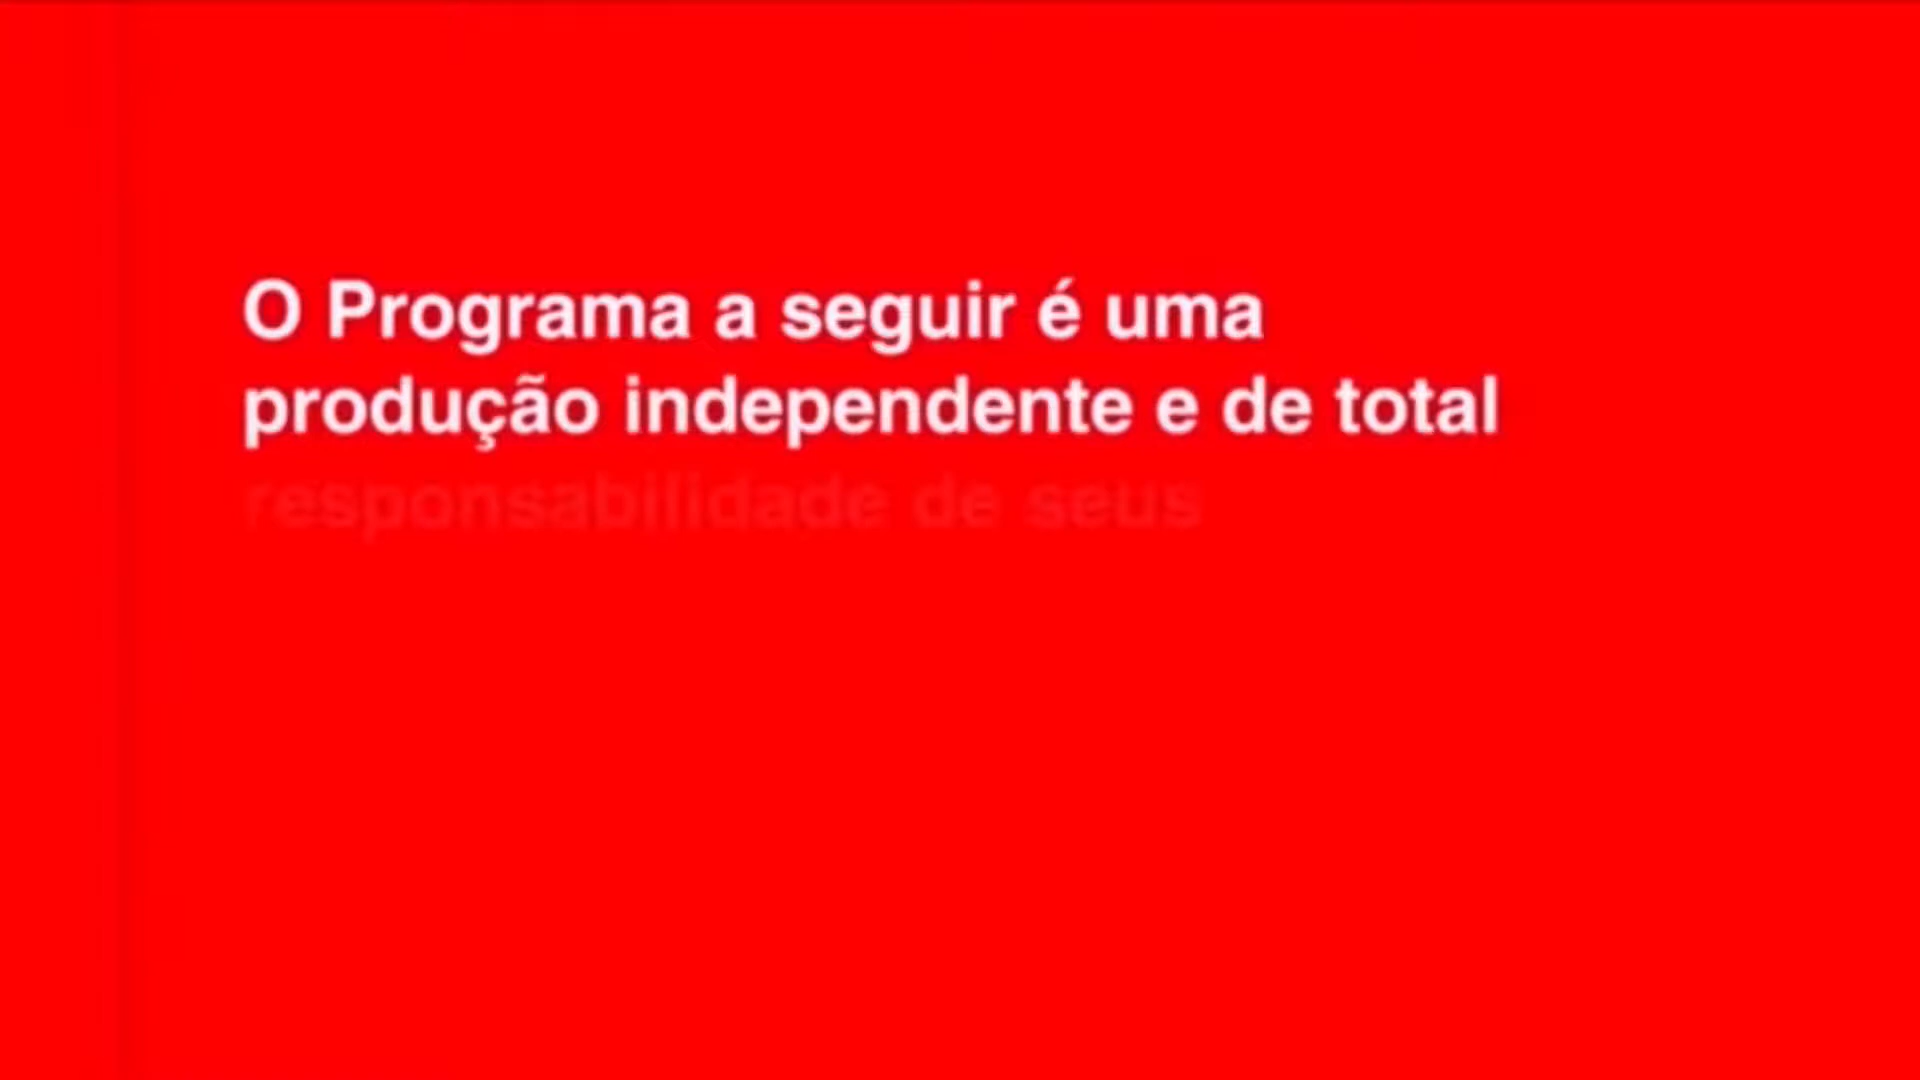 O Programa a seguir é uma
produção independente e de total
responsabilidade de seus